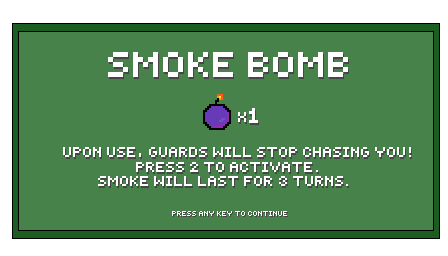 SMOKE BOMB
x1
UPON USE, GUARDS WILL STOP CHASING YOU!
PRESS 2 TO ACTIVATE.
SMOKE WILL LAST FOR 3 TURNS.
PRESS ANY KEY TO CONTINUE